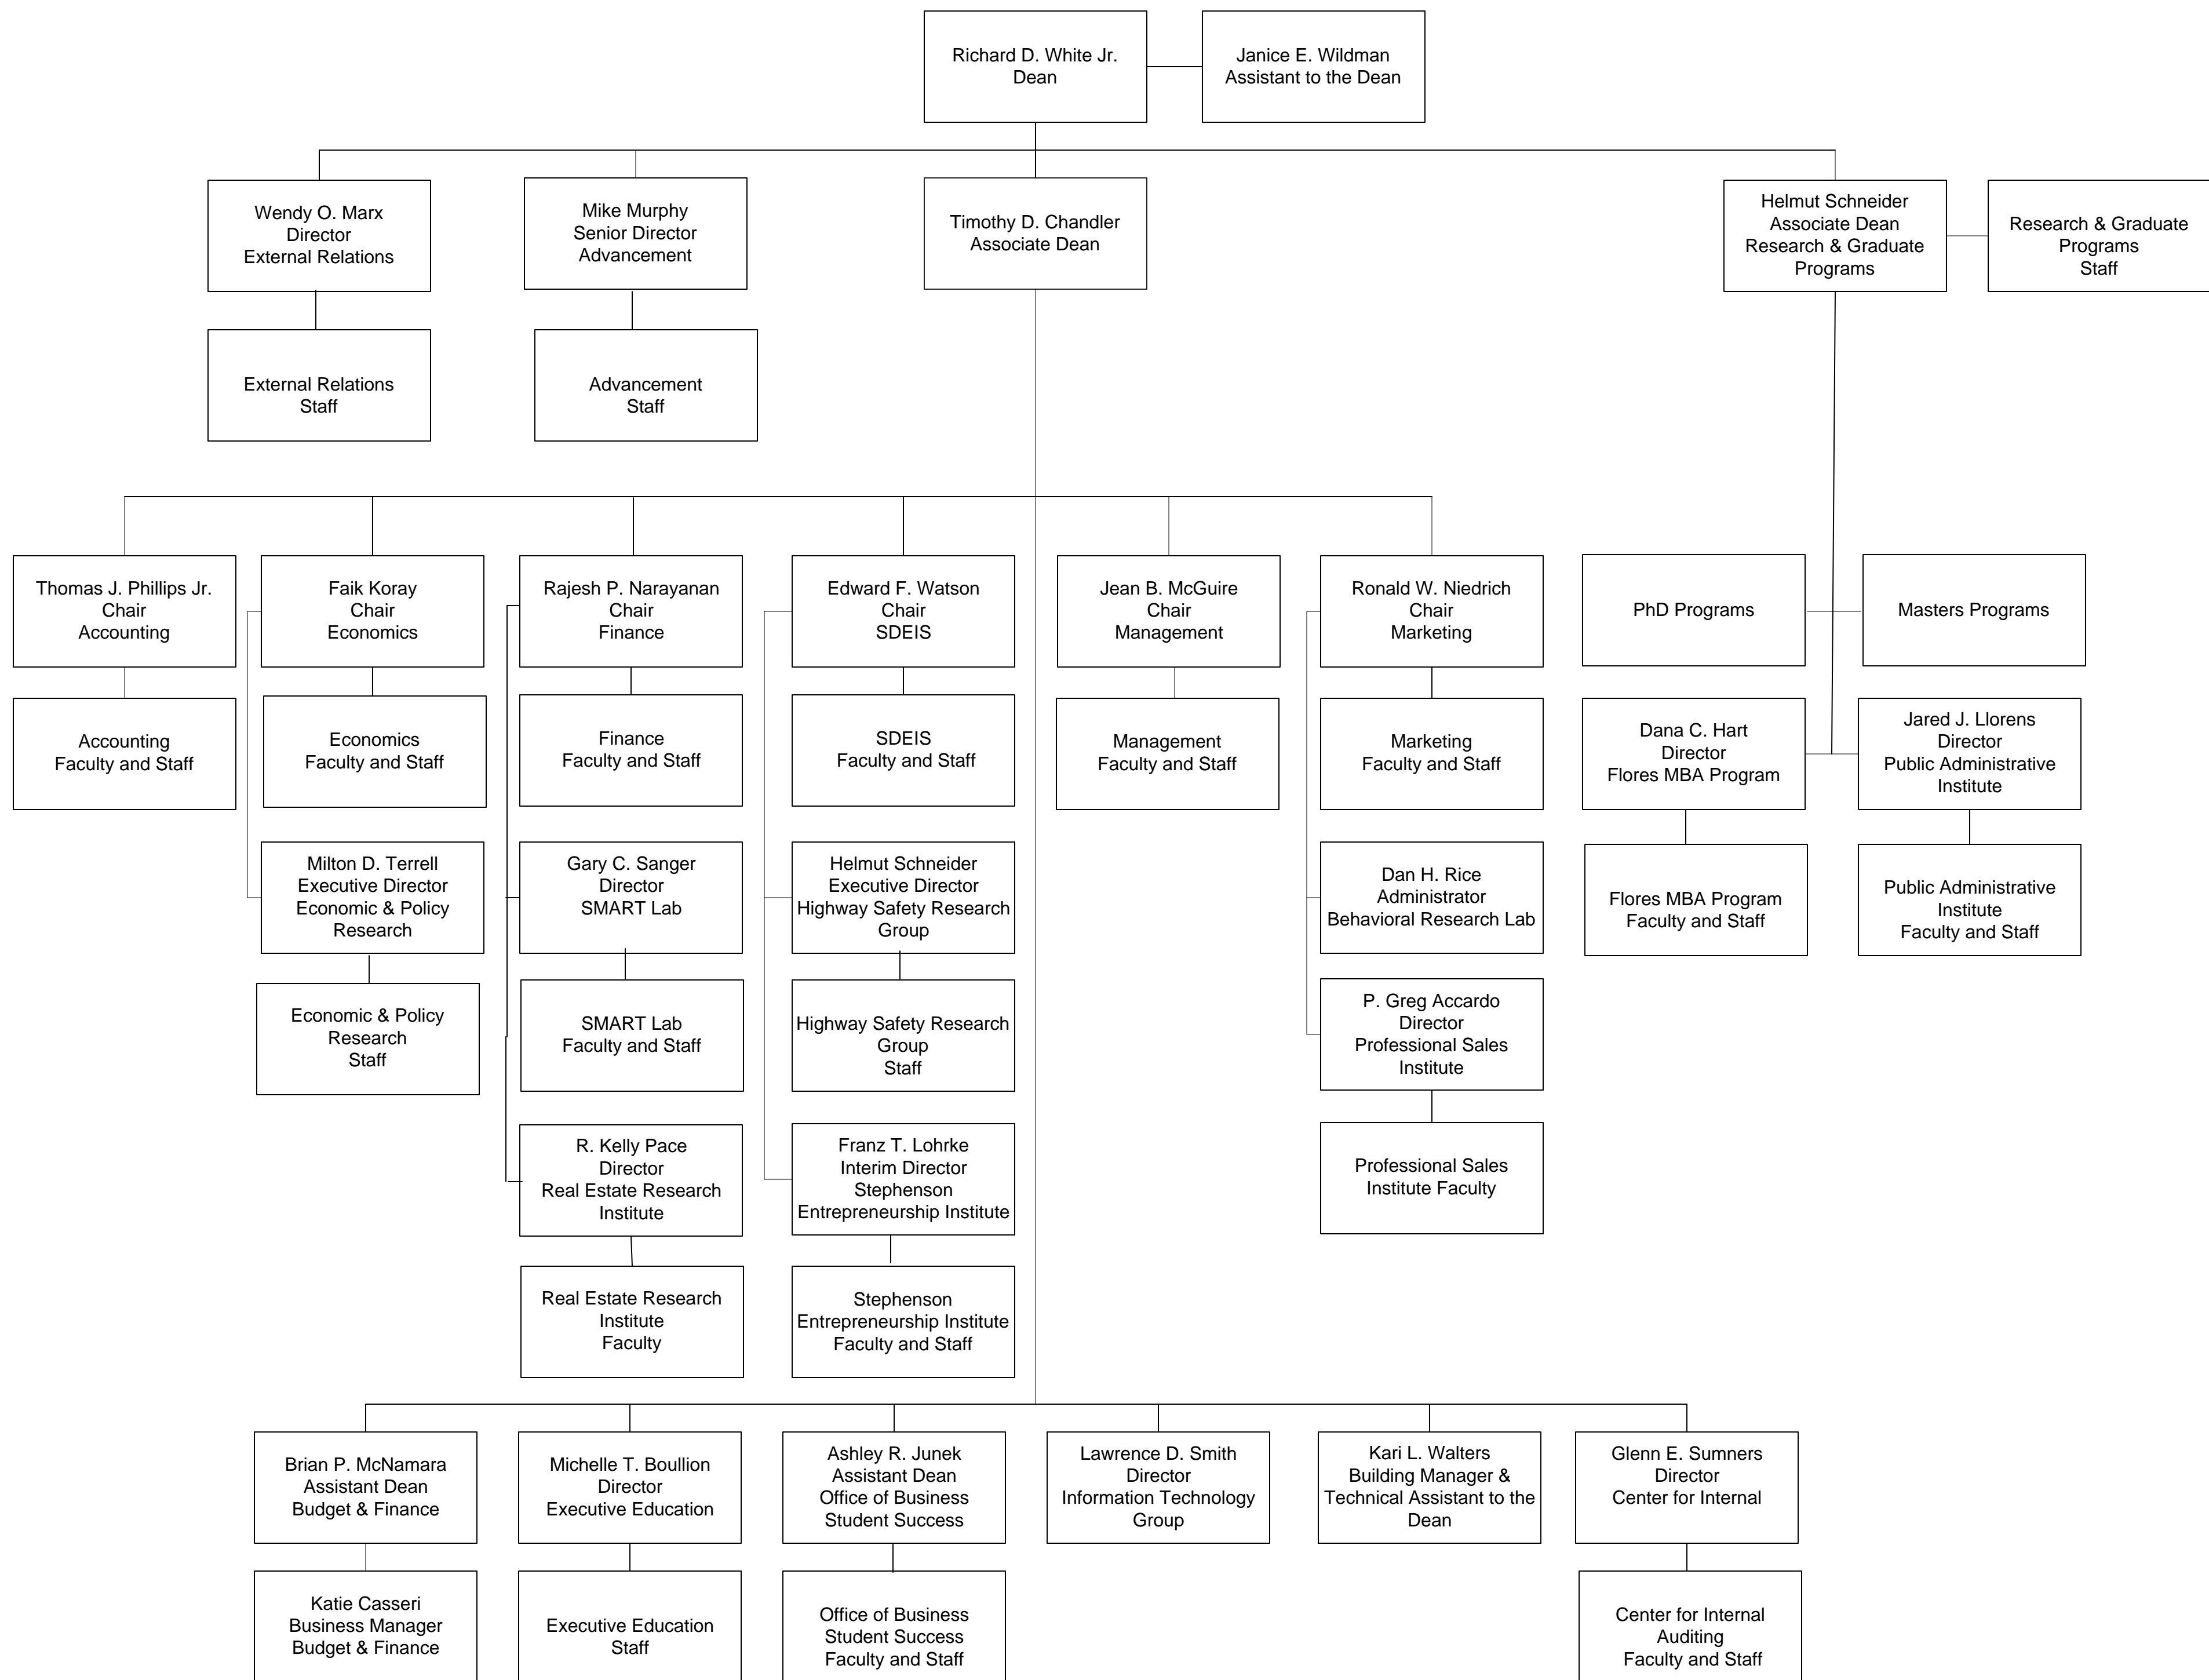 Richard D. White Jr.
Dean
Janice E. Wildman
Assistant to the Dean
Wendy O. Marx
Director
External Relations
Mike Murphy
Senior Director
Advancement
Timothy D. Chandler
Associate Dean
Helmut Schneider
Associate Dean
Research & Graduate
Programs
Research & Graduate
Programs
Staff
External Relations
Staff
Advancement
Staff
Thomas J. Phillips Jr.
Chair
Accounting
Faik Koray
Chair
Economics
Rajesh P. Narayanan
Chair
Finance
Edward F. Watson
Chair
SDEIS
Jean B. McGuire
Chair
Management
Ronald W. Niedrich
Chair
Marketing
PhD Programs
Masters Programs
Accounting
Faculty and Staff
Economics
Faculty and Staff
Finance
Faculty and Staff
SDEIS
Faculty and Staff
Management
Faculty and Staff
Marketing
Faculty and Staff
Dana C. Hart
Director
Flores MBA Program
Jared J. Llorens
Director
Public Administrative
Institute
Milton D. Terrell
Executive Director
Economic & Policy
Research
Gary C. Sanger
Director
SMART Lab
Helmut Schneider
Executive Director
Highway Safety Research
Group
Dan H. Rice
Administrator
Behavioral Research Lab
Flores MBA Program
Faculty and Staff
Public Administrative
Institute
Faculty and Staff
Economic & Policy
Research
Staff
SMART Lab
Faculty and Staff
Highway Safety Research
Group
Staff
P. Greg Accardo
Director
Professional Sales
Institute
R. Kelly Pace
Director
Real Estate Research
Institute
Franz T. Lohrke
Interim Director
Stephenson
Entrepreneurship Institute
Professional Sales
Institute Faculty
Real Estate Research
Institute
Faculty
Stephenson
Entrepreneurship Institute
Faculty and Staff
Brian P. McNamara
Assistant Dean
Budget & Finance
Michelle T. Boullion
Director
Executive Education
Ashley R. Junek
Assistant Dean
Office of Business
Student Success
Lawrence D. Smith
Director
Information Technology
Group
Kari L. Walters
Building Manager &
Technical Assistant to the
Dean
Glenn E. Sumners
Director
Center for Internal
Katie Casseri
Business Manager
Budget & Finance
Executive Education
Staff
Office of Business
Student Success
Faculty and Staff
Center for Internal
Auditing
Faculty and Staff